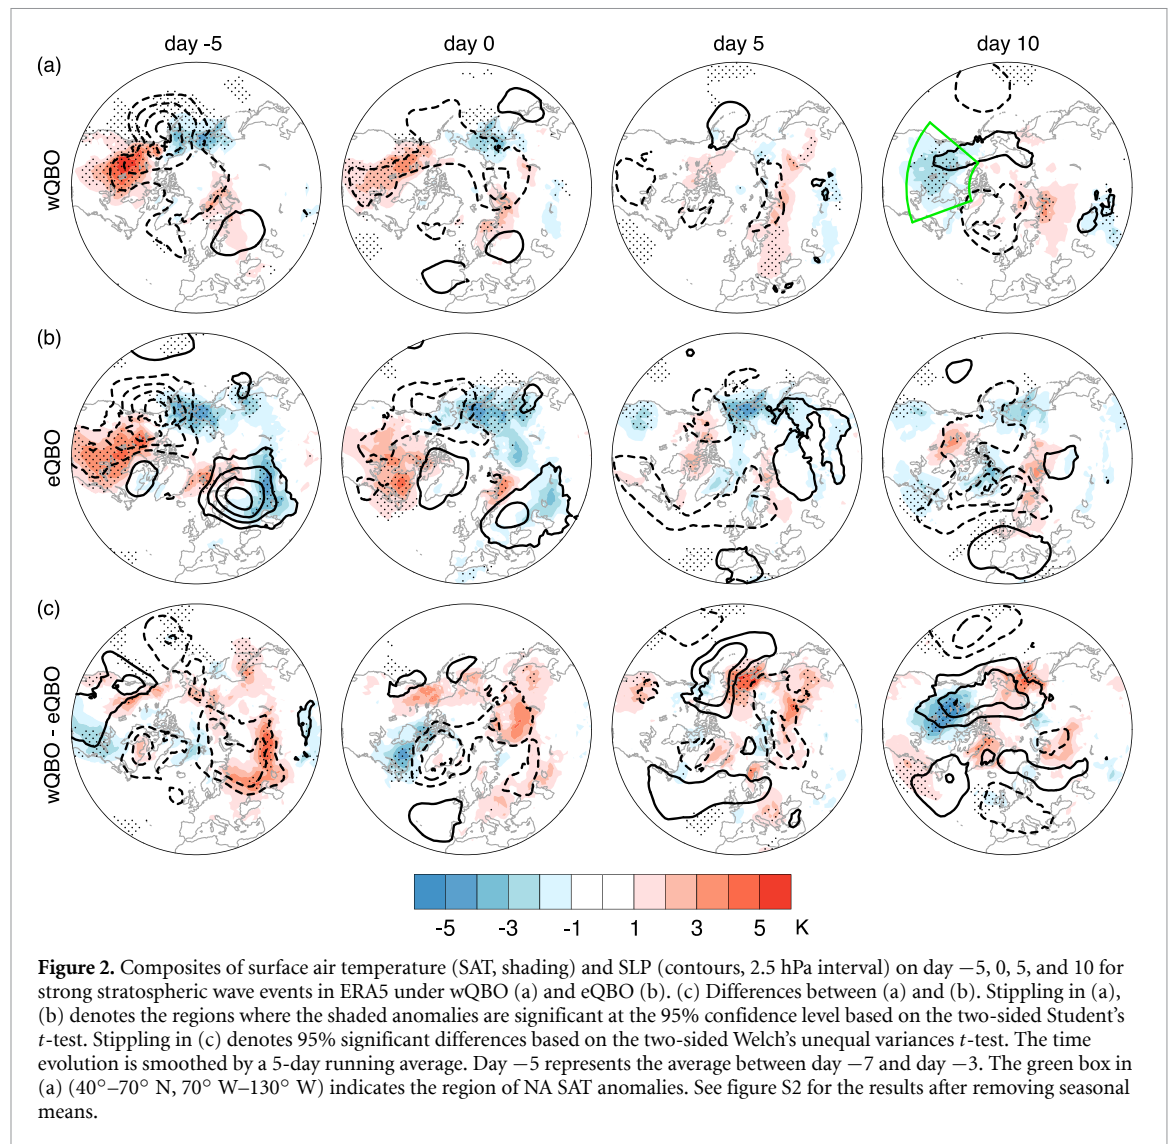 day -5 day 0 day 5 day 10
(a)
wQBO
(b)
eQBO
(c)
wQBO - eQBO
-5 -3 -1 1 3 5 K
Figure 2. Composites of surface air temperature (SAT, shading) and SLP (contours, 2.5 hPa interval) on day −5, 0, 5, and 10 for
strong stratospheric wave events in ERA5 under wQBO (a) and eQBO (b). (c) Differences between (a) and (b). Stippling in (a),
(b) denotes the regions where the shaded anomalies are significant at the 95% confidence level based on the two-sided Student's
t-test. Stippling in (c) denotes 95% significant differences based on the two-sided Welch's unequal variances t-test. The time
evolution is smoothed by a 5-day running average. Day −5 represents the average between day −7 and day −3. The green box in
(a) (40°–70° N, 70° W–130° W) indicates the region of NA SAT anomalies. See figure S2 for the results after removing seasonal
means.